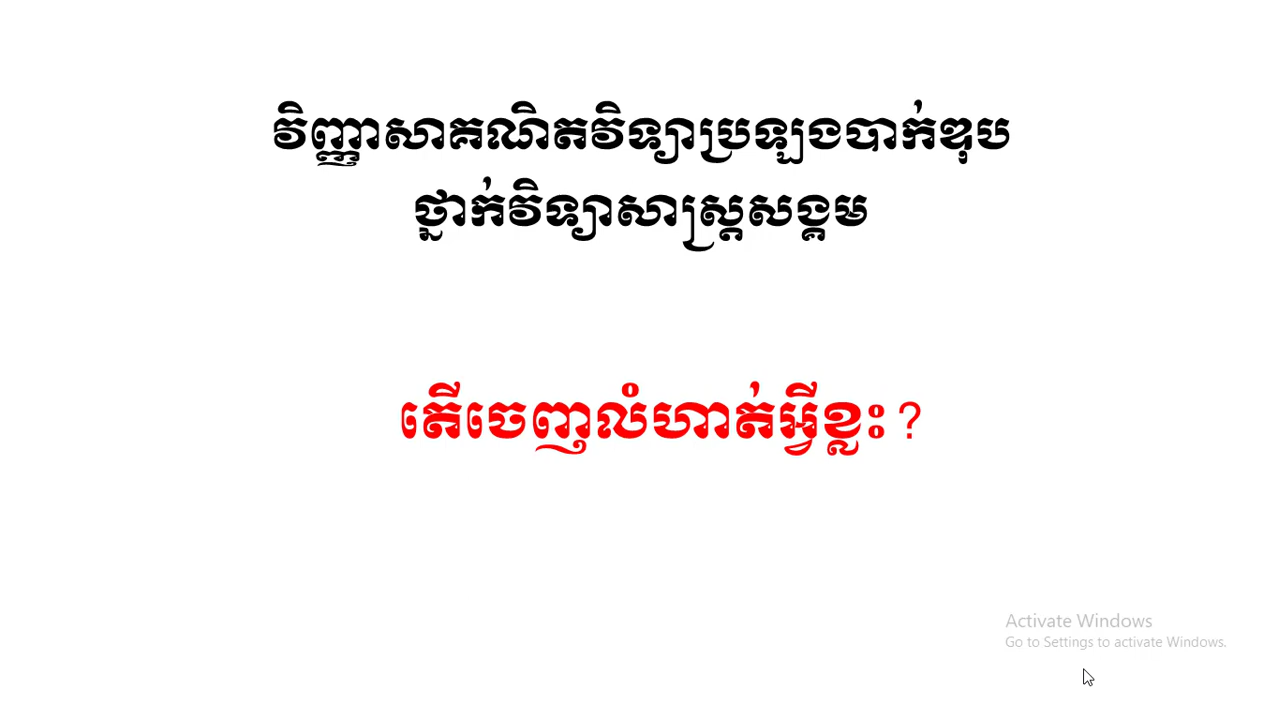 វិញ្ញាសាគណិតវិទ្យាប្រឡងបាក់ឌុប
ថ្នាក់វិទ្យាសាស្ត្រសង្គម
តើចេញលំហាត់អ្វីខ្លះ?
Activate Windows
Go to Settings to activate Windows.